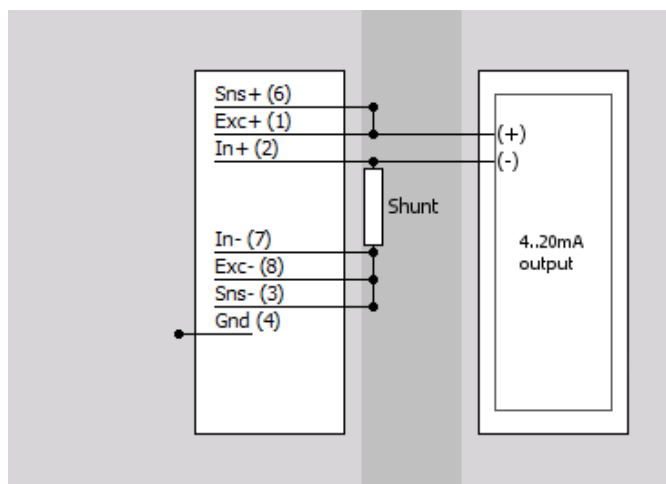 Sns+ (6)
Exc+ (1)
In+ (2)
(+)
(-)
Shunt
In- (7)
Exc- (8)
Sns- (3)
Gnd (4)
4..20mA
output